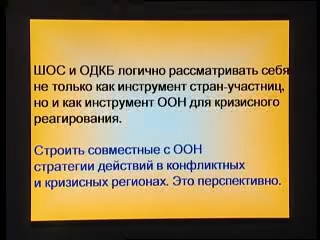 ШОС и ОДКБ логично рассматривать себя
не только как инструмент стран-участниц,
но и как инструмент ООН для кризисного
реагирования.
Строить совместные с ООН
стратегии действий в конфликтных
и кризисных регионах. Это перспективно.